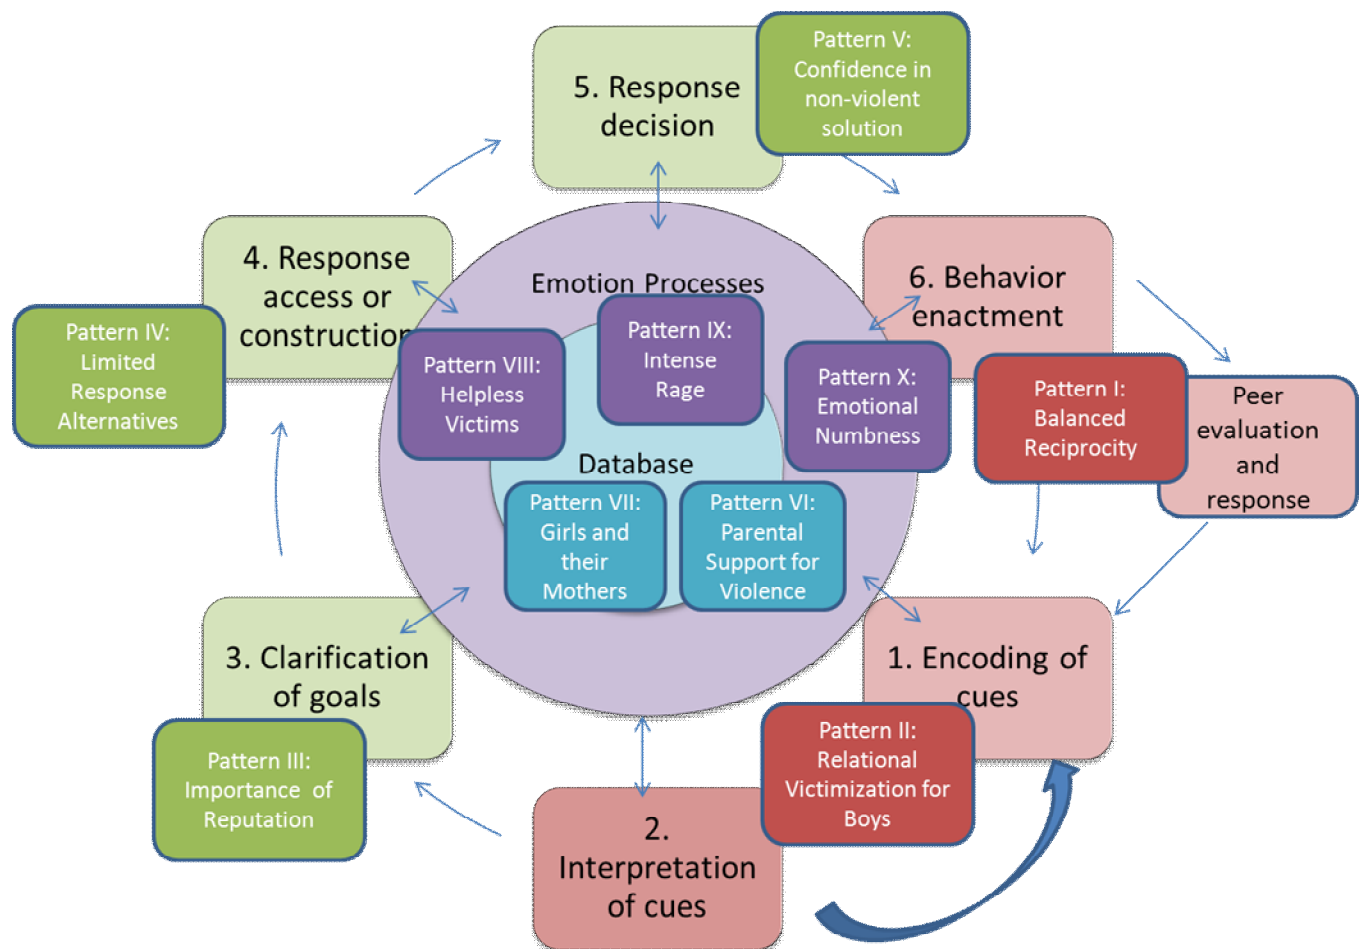 5. Response
decision
Pattern V:
Confidence in
non-violent
solution
4. Response
access or
construction
Pattern IV:
Limited
Response
Alternatives
Emotion Processes
6. Behavior
enactment
Pattern VIII:
Helpless
Victims
Pattern IX:
Intense
Rage
Pattern X:
Emotional
Numbness
Pattern I:
Balanced
Reciprocity
Peer
evaluation
and
response
Database
Pattern VII:
Girls and
their
Mothers
Pattern VI:
Parental
Support for
Violence
3. Clarification
of goals
Pattern III:
Importance of
Reputation
1. Encoding of
cues
Pattern II:
Relational
Victimization for
Boys
2.
Interpretation
of cues